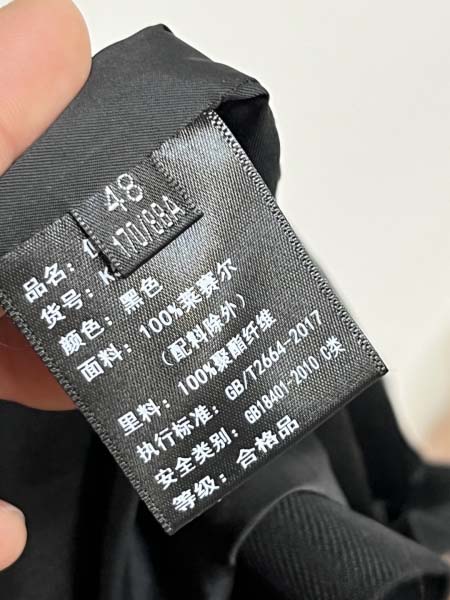 48
170/88A
品名：
货号：K
颜色：黑色
面料：100%莱赛尔
（配料除外）
里料：100%聚酯纤维
执行标准：GB/T2664-2017
安全类别：GB18401-2010 C类
等级：合格品